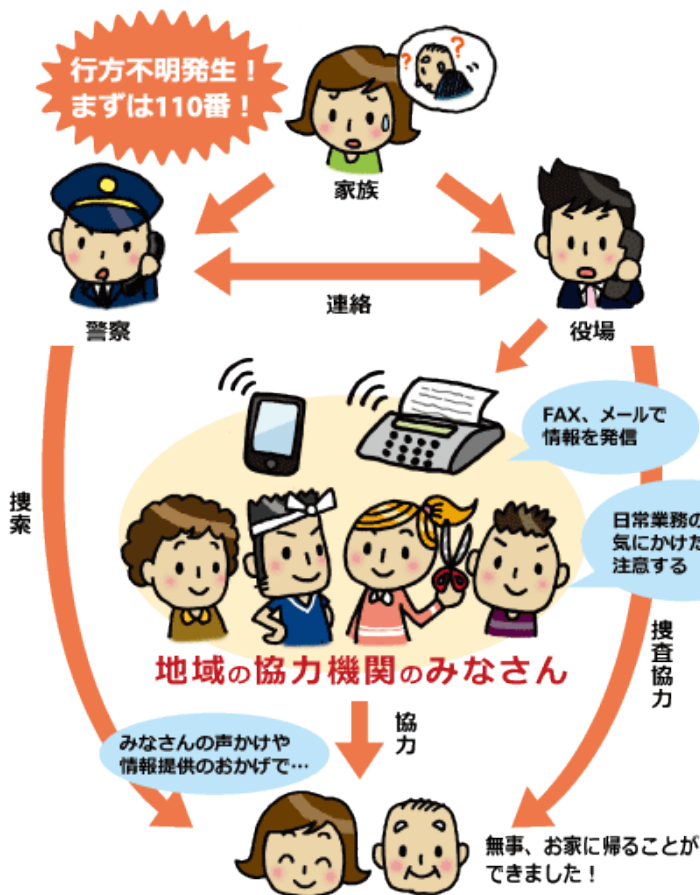 行方不明発生！
まずは110番！
?
?
家族
連絡
警察
役場
FAX、メールで
情報を発信
捜索
日常業務の
気にかけた
注意する
地域の協力機関のみなさん
捜査協力
協力
みなさんの声かけや
情報提供のおかげで…
無事、お家に帰ることが
できました！